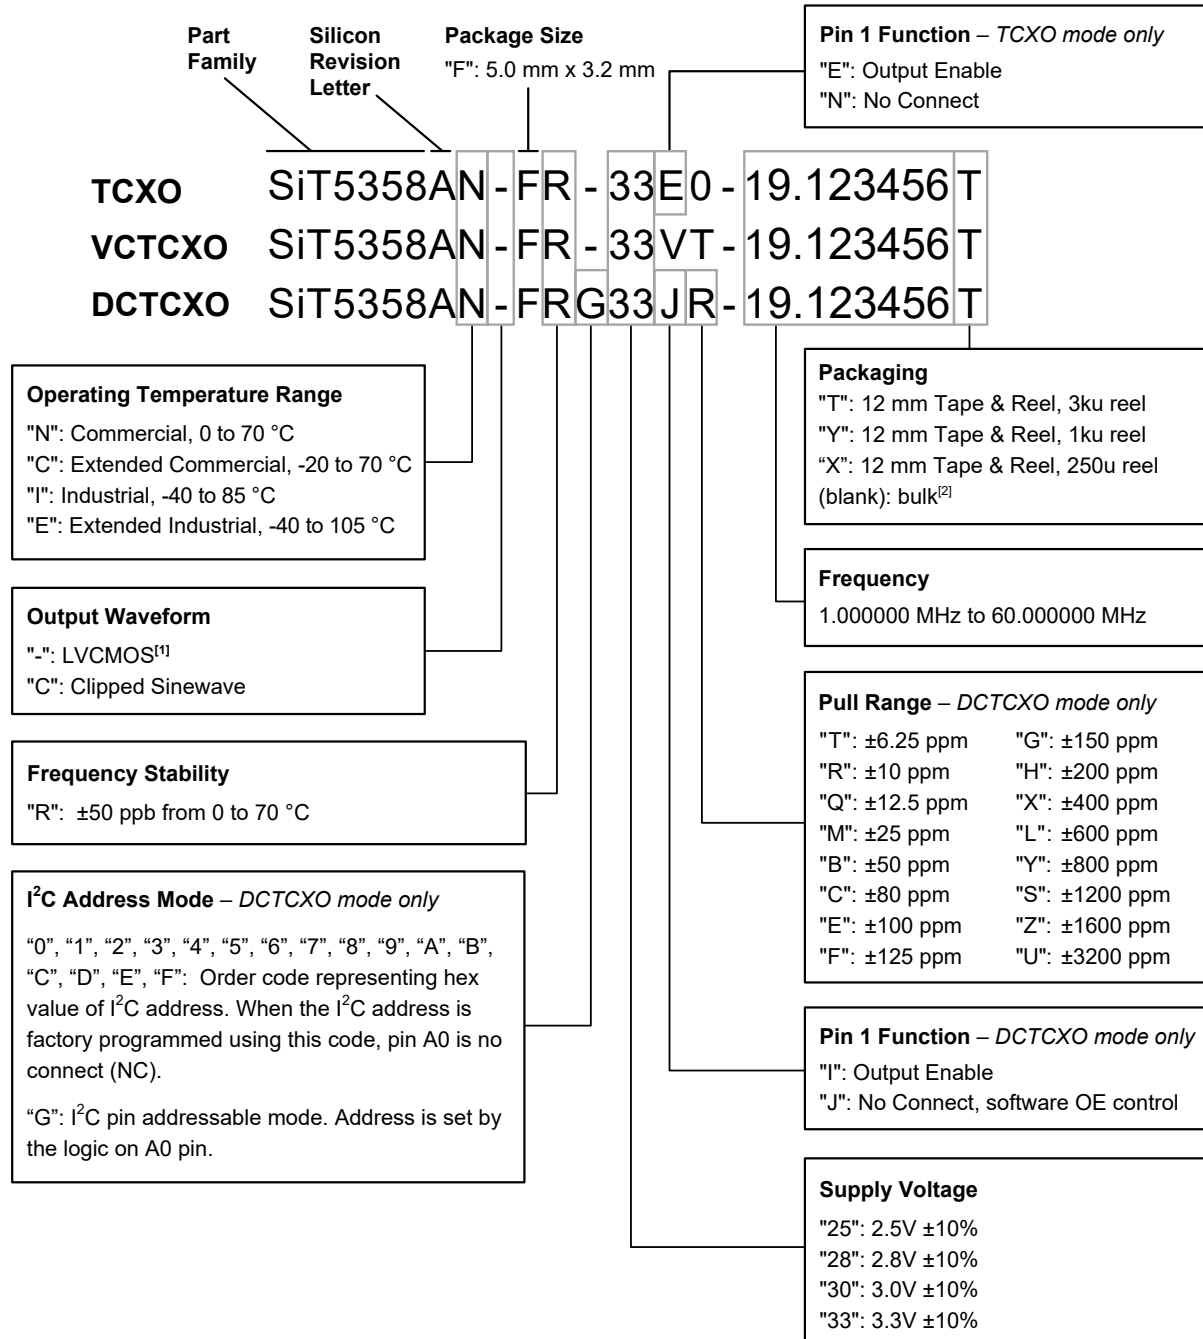 Part
Family
Silicon
Revision
Letter
Package Size
"F": 5.0 mm x 3.2 mm
Pin 1 Function – TCXO mode only
"E": Output Enable
"N": No Connect
TCXO SiT5358AN-FR-33E0-19.123456T
VCTCXO SiT5358AN-FR-33VT-19.123456T
DCTCXO SiT5358AN-FRG33JR-19.123456T
Operating Temperature Range
"N": Commercial, 0 to 70 °C
"C": Extended Commercial, -20 to 70 °C
"I": Industrial, -40 to 85 °C
"E": Extended Industrial, -40 to 105 °C
Output Waveform
"-": LVCMOS[1]
"C": Clipped Sinewave
Frequency Stability
"R": ±50 ppb from 0 to 70 °C
I²C Address Mode – DCTCXO mode only
“0”, “1”, “2”, “3”, “4”, “5”, “6”, “7”, “8”, “9”, “A”, “B”,
“C”, “D”, “E”, “F”: Order code representing hex
value of I²C address. When the I²C address is
factory programmed using this code, pin A0 is no
connect (NC).
“G”: I²C pin addressable mode. Address is set by
the logic on A0 pin.
Packaging
"T": 12 mm Tape & Reel, 3ku reel
"Y": 12 mm Tape & Reel, 1ku reel
“X”: 12 mm Tape & Reel, 250u reel
(blank): bulk[2]
Frequency
1.000000 MHz to 60.000000 MHz
Pull Range – DCTCXO mode only
"T": ±6.25 ppm "G": ±150 ppm
"R": ±10 ppm "H": ±200 ppm
"Q": ±12.5 ppm "X": ±400 ppm
"M": ±25 ppm "L": ±600 ppm
"B": ±50 ppm "Y": ±800 ppm
"C": ±80 ppm "S": ±1200 ppm
"E": ±100 ppm "Z": ±1600 ppm
"F": ±125 ppm "U": ±3200 ppm
Pin 1 Function – DCTCXO mode only
"I": Output Enable
"J": No Connect, software OE control
Supply Voltage
"25": 2.5V ±10%
"28": 2.8V ±10%
"30": 3.0V ±10%
"33": 3.3V ±10%